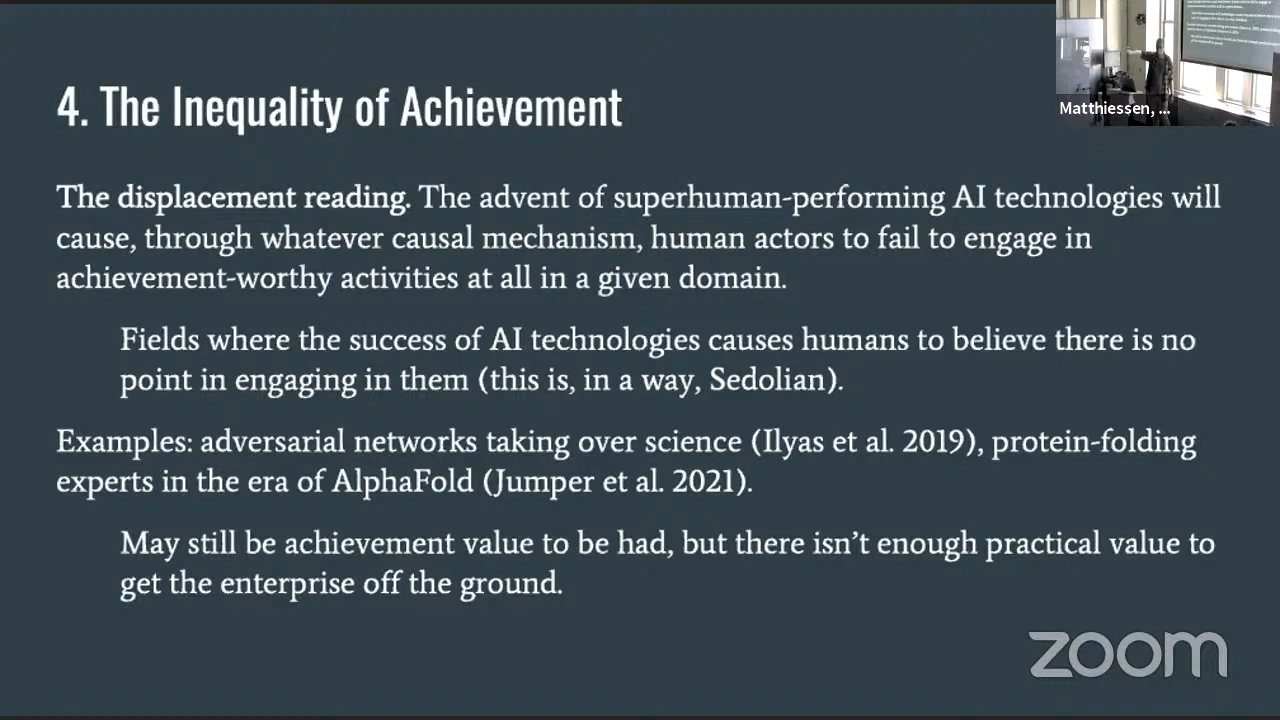 4. The Inequality of Achievement
Matthiessen, ...
The displacement reading. The advent of superhuman-performing AI technologies will
cause, through whatever causal mechanism, human actors to fail to engage in
achievement-worthy activities at all in a given domain.
Fields where the success of AI technologies causes humans to believe there is no
point in engaging in them (this is, in a way, Sedolian).
Examples: adversarial networks taking over science (Ilyas et al. 2019), protein-folding
experts in the era of AlphaFold (Jumper et al. 2021).
May still be achievement value to be had, but there isn’t enough practical value to
get the enterprise off the ground.
zoom